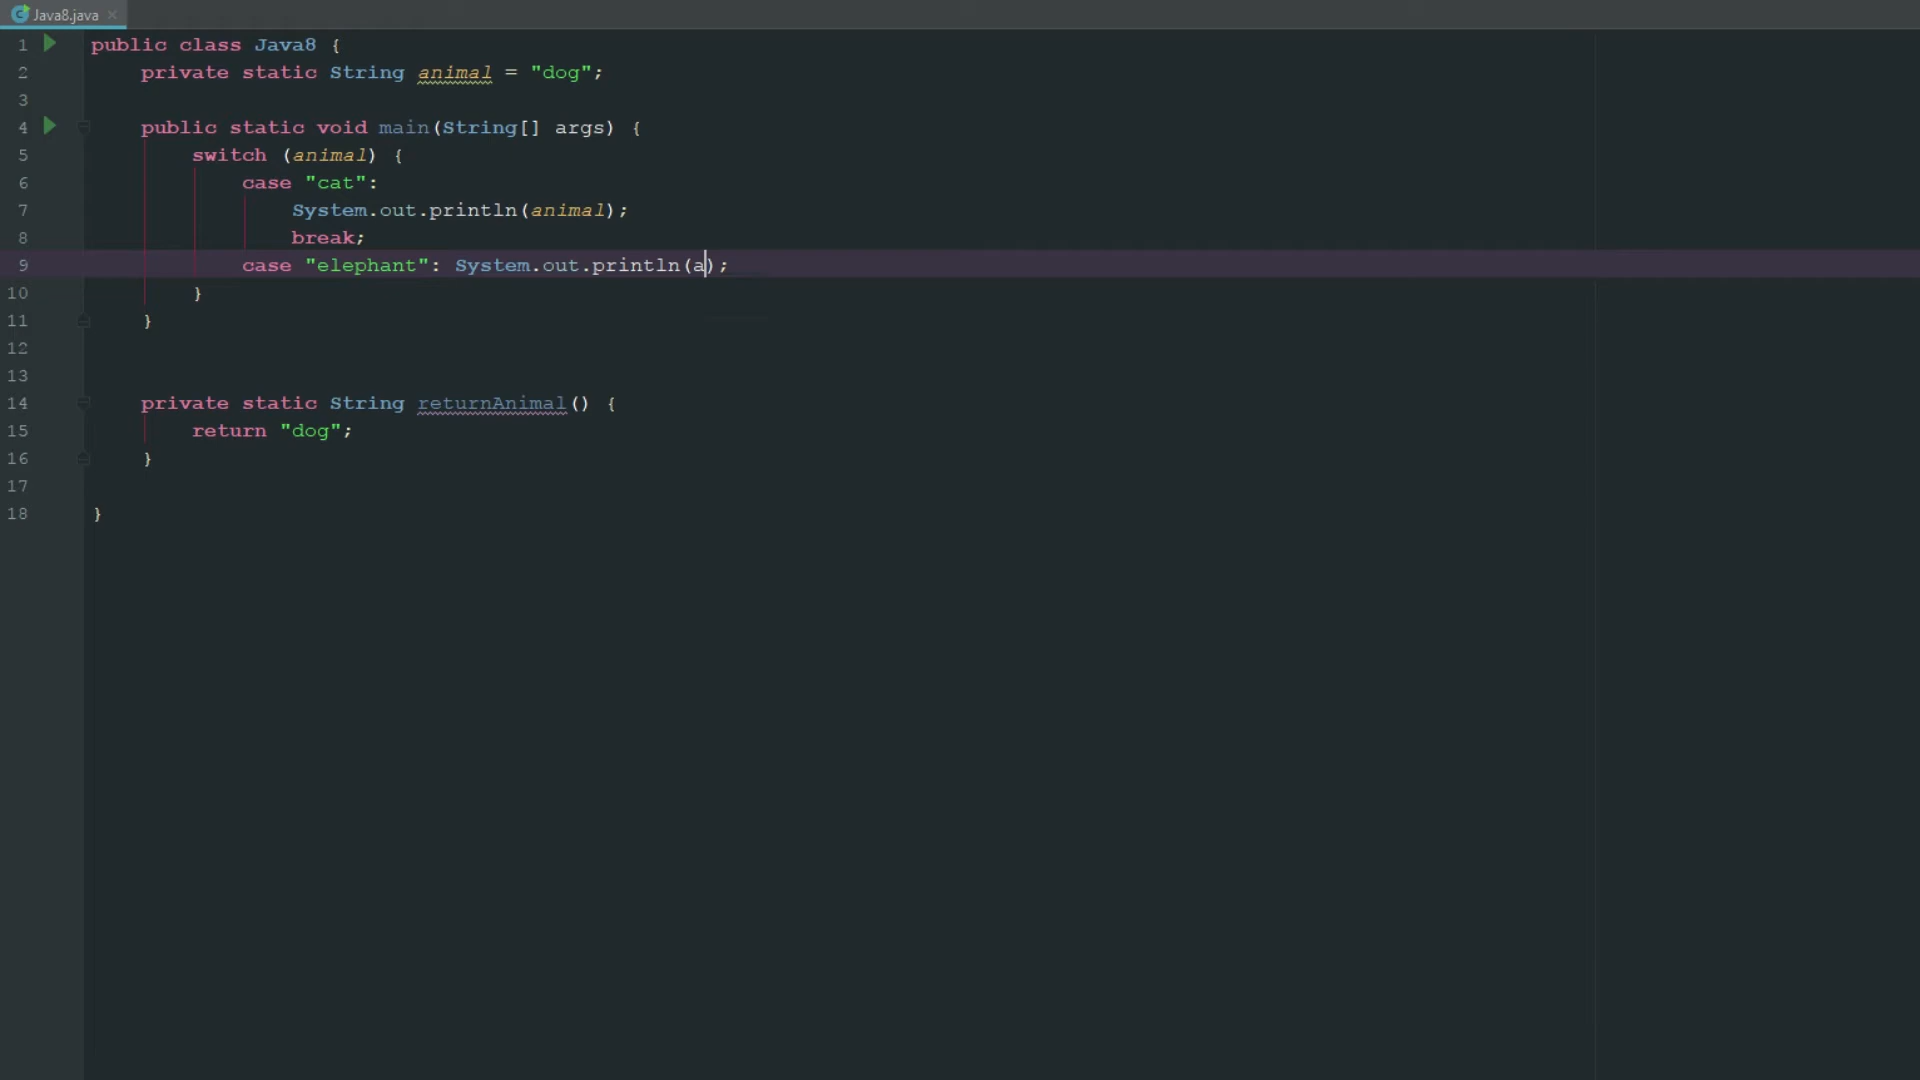 Java8.java
1 public class Java8 {
2     private static String animal = "dog";
3
4     public static void main(String[] args) {
5         switch (animal) {
6             case "cat":
7                 System.out.println(animal);
8                 break;
9             case "elephant": System.out.println(a);
10         }
11     }
12
13
14     private static String returnAnimal() {
15         return "dog";
16     }
17
18 }